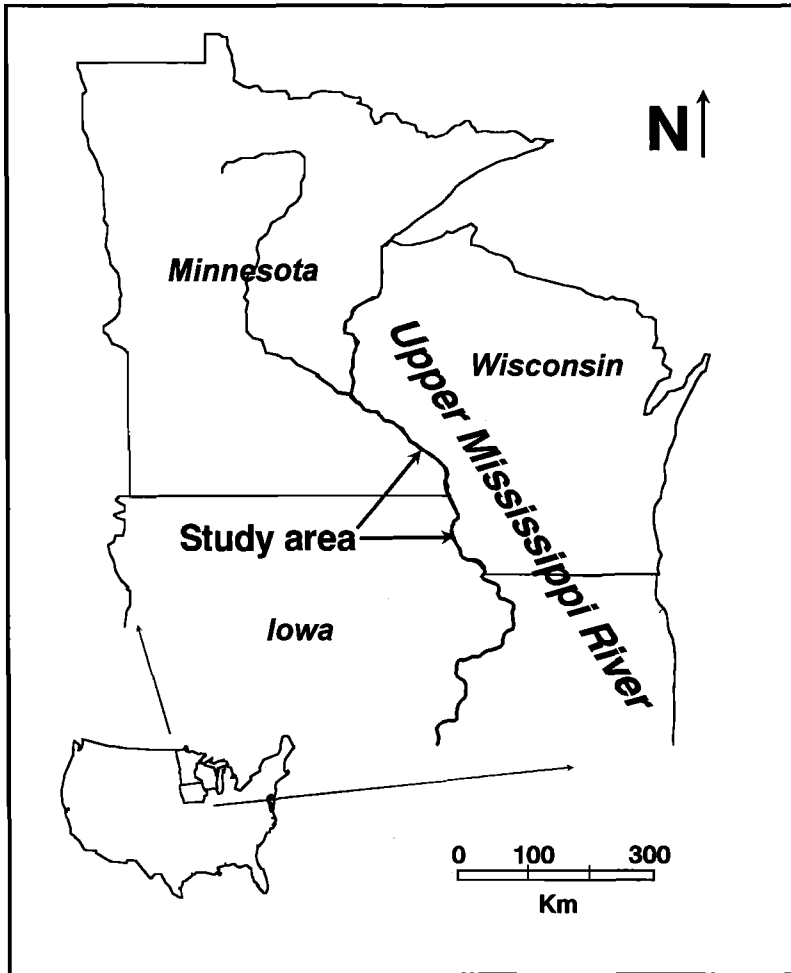 N
Minnesota
Wisconsin
Upper Mississippi River
Study area
Iowa
0 100 300
Km